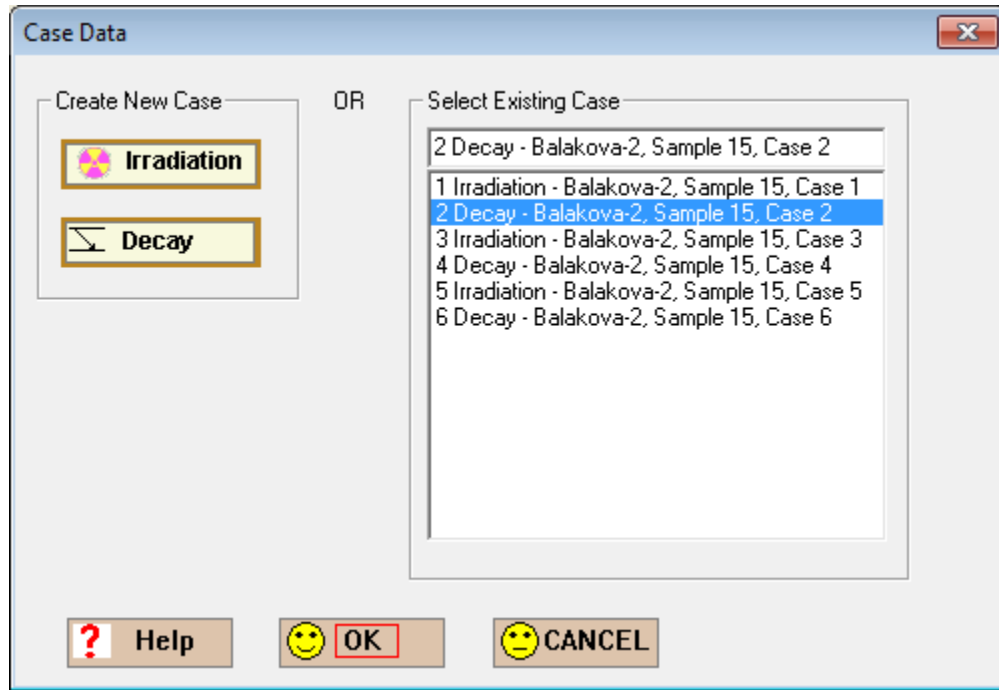 Case Data
Create New Case
OR
Select Existing Case
Irradiation
Decay
2 Decay - Balakova-2, Sample 15, Case 2
1 Irradiation - Balakova-2, Sample 15, Case 1
2 Decay - Balakova-2, Sample 15, Case 2
3 Irradiation - Balakova-2, Sample 15, Case 3
4 Decay - Balakova-2, Sample 15, Case 4
5 Irradiation - Balakova-2, Sample 15, Case 5
6 Decay - Balakova-2, Sample 15, Case 6
? Help
OK
CANCEL